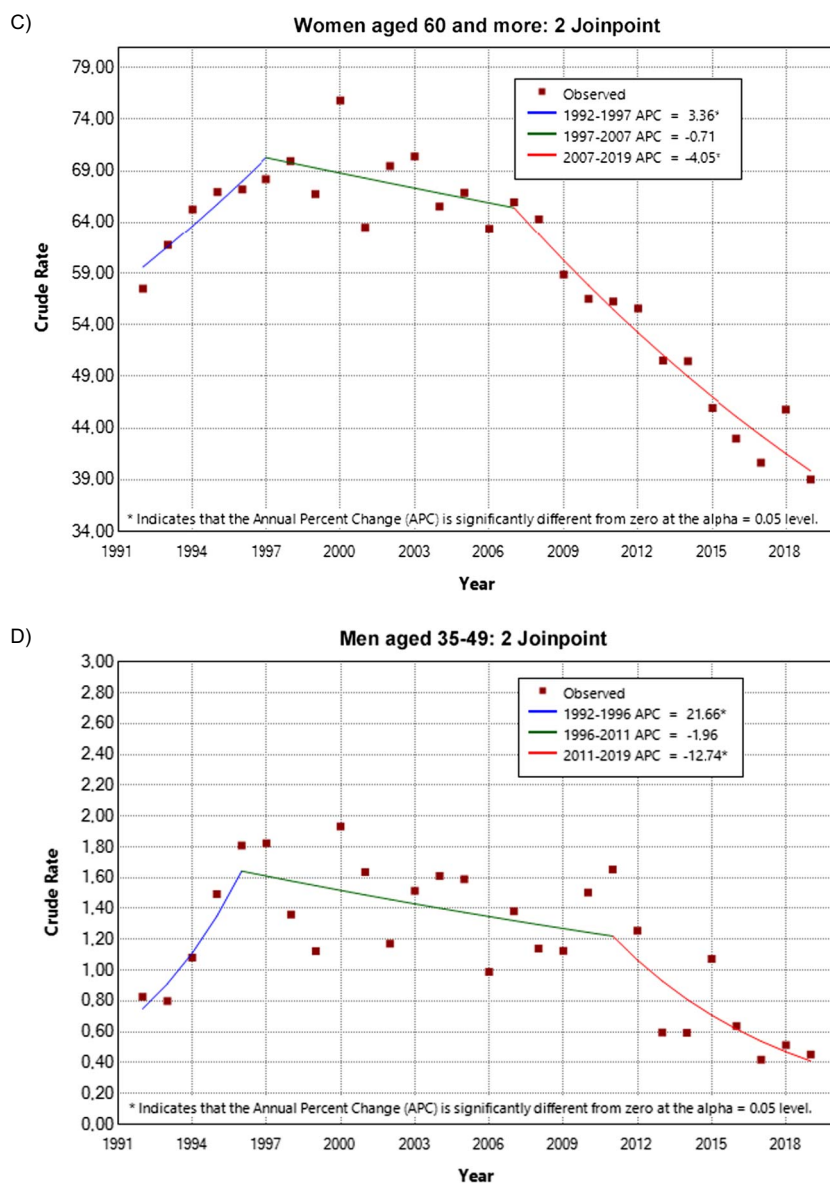 C)
Women aged 60 and more: 2 Joinpoint
79,00
74,00
69,00
64,00
59,00
54,00
49,00
44,00
39,00
34,00
Crude Rate
Observed
1992-1997 APC = 3.36*
1997-2007 APC = -0.71
2007-2019 APC = -4.05*
* Indicates that the Annual Percent Change (APC) is significantly different from zero at the alpha = 0.05 level.
1991 1994 1997 2000 2003 2006 2009 2012 2015 2018
Year
D)
Men aged 35-49: 2 Joinpoint
3,00
2,80
2,60
2,40
2,20
2,00
1,80
1,60
1,40
1,20
1,00
0,80
0,60
0,40
0,20
0,00
Crude Rate
Observed
1992-1996 APC = 21.66*
1996-2011 APC = -1.96
2011-2019 APC = -12.74*
* Indicates that the Annual Percent Change (APC) is significantly different from zero at the alpha = 0.05 level.
1991 1994 1997 2000 2003 2006 2009 2012 2015 2018
Year